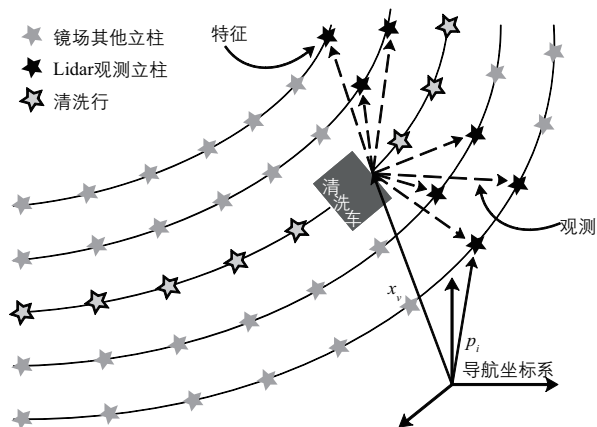 镜场其他立柱
Lidar观测立柱
清洗行
特征
清洗车
观测
x_v
p_i
导航坐标系